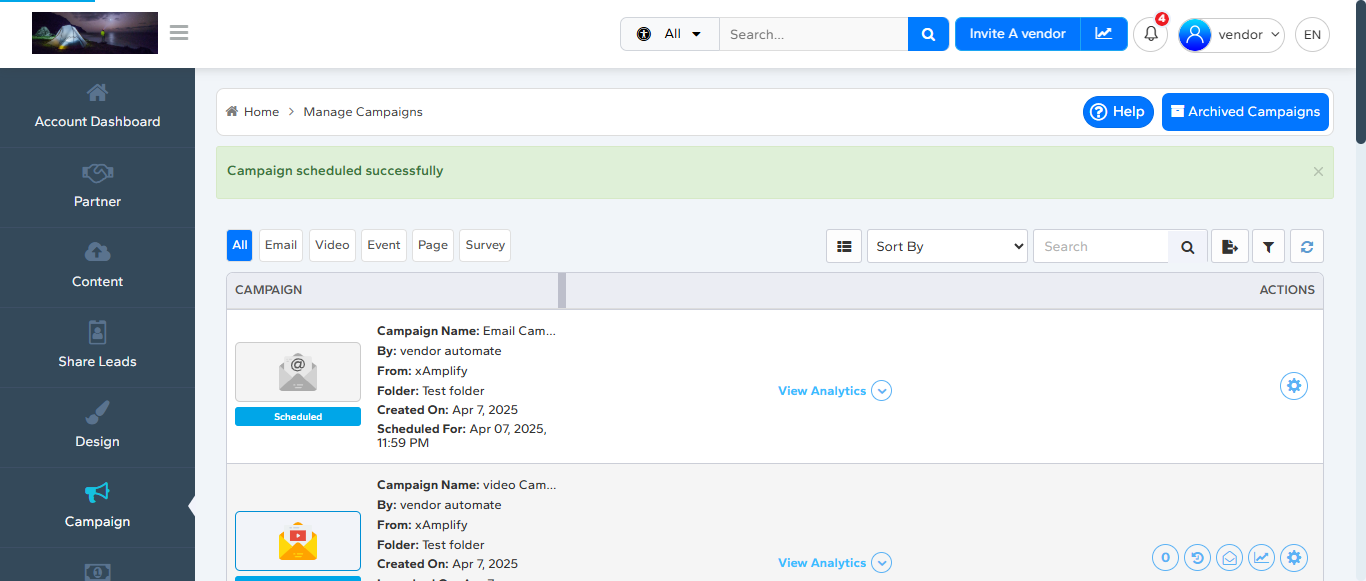 All
Search...
Invite A vendor
4
vendor
EN
Account Dashboard
Partner
Content
Share Leads
Design
Campaign
Home > Manage Campaigns
Help
Archived Campaigns
Campaign scheduled successfully
×
All
Email
Video
Event
Page
Survey
Sort By
Search
CAMPAIGN
ACTIONS
@
Scheduled
Campaign Name: Email Cam...
By: vendor automate
From: xAmplify
Folder: Test folder
Created On: Apr 7, 2025
Scheduled For: Apr 07, 2025,
11:59 PM
View Analytics
Campaign Name: video Cam...
By: vendor automate
From: xAmplify
Folder: Test folder
Created On: Apr 7, 2025
View Analytics
0